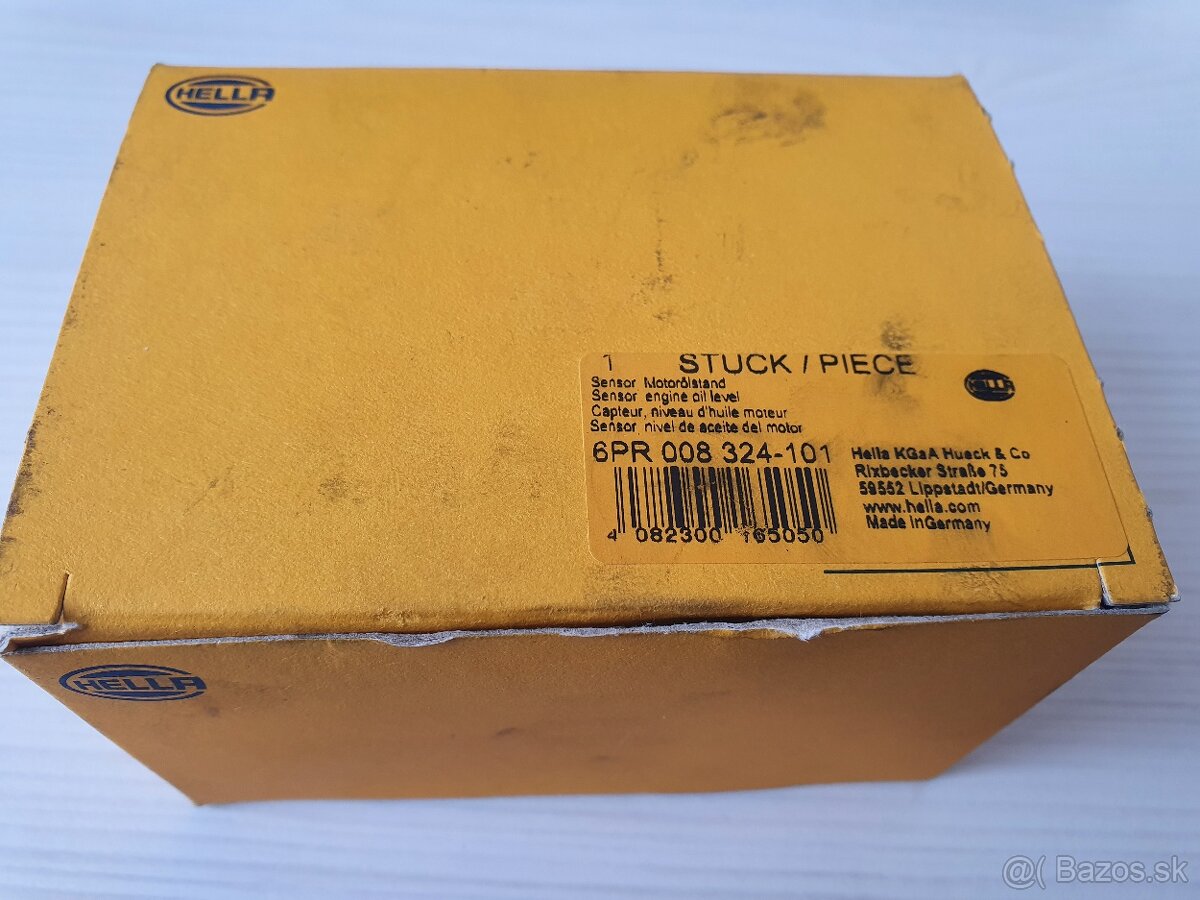 HELLA
1 STUCK / PIECE
Sensor, Motorölstand
Sensor, engine oil level
Capteur, niveau d'huile moteur
Sensor, nivel de aceite del motor
6PR 008 324-101
4 082300 165050
HELLA
Hella KGaA Hueck & Co
Rixbecker Straße 75
59552 Lippstadt/Germany
www.hella.com
Made in Germany
HELLA
@( Bazos.sk